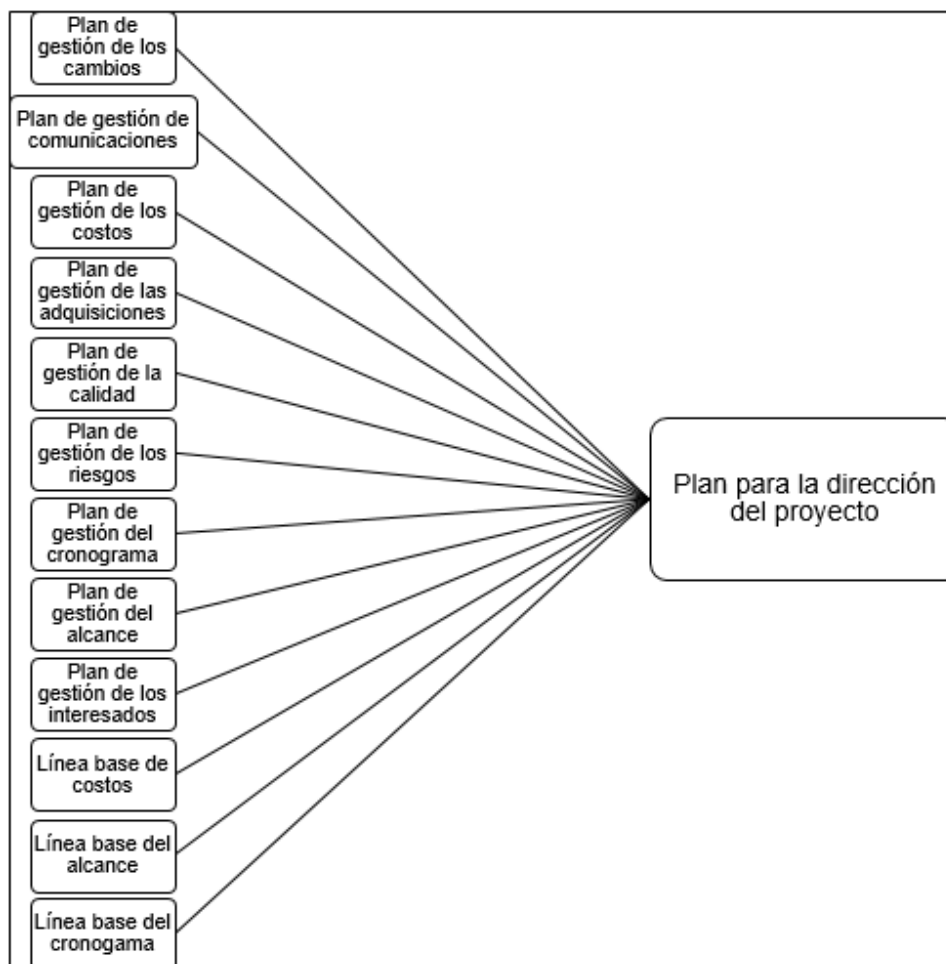 Plan de
gestión de los
cambios
Plan de gestión de
comunicaciones
Plan de
gestión de los
costos
Plan de
gestión de las
adquisiciones
Plan de
gestión de la
calidad
Plan de
gestión de los
riesgos
Plan de
gestión del
cronograma
Plan de
gestión del
alcance
Plan de
gestión de los
interesados
Línea base de
costos
Línea base del
alcance
Línea base del
cronogama
Plan para la dirección
del proyecto